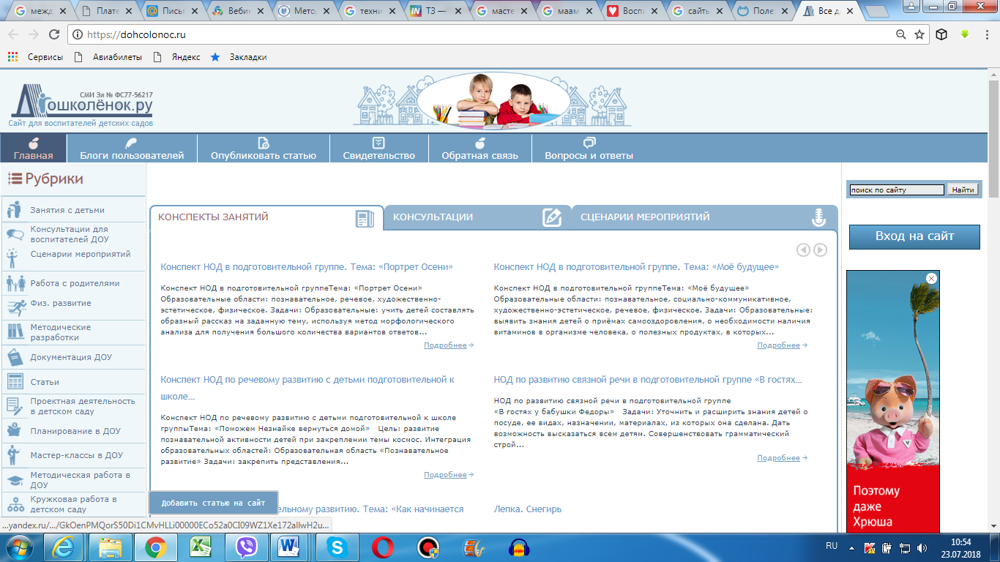 межд
Плате
Письм
Вебин
Мето
техни
ТЗ —
масте
маам
Воспи
сайть
Поле
Все д
https://dohcolonoc.ru
Сервисы
Авиабилеты
Яндекс
Закладки
СМИ Эл № ФС77-56217
Дошколёнок.ру
Сайт для воспитателей детских садов
Главная
Блоги пользователей
Опубликовать статью
Свидетельство
Обратная связь
Вопросы и ответы
Рубрики
Занятия с детьми
Консультации для
воспитателей ДОУ
Сценарии мероприятий
Работа с родителями
Физ. развитие
Методические
разработки
Документация ДОУ
Статьи
Проектная деятельность
в детском саду
Планирование в ДОУ
Мастер-классы в ДОУ
Методическая работа в
ДОУ
Кружковая работа в
детском саду
КОНСПЕКТЫ ЗАНЯТИЙ
КОНСУЛЬТАЦИИ
СЦЕНАРИИ МЕРОПРИЯТИЙ
Конспект НОД в подготовительной группе. Тема: «Портрет Осени»
Конспект НОД в подготовительной группеТема: «Портрет Осени»
Образовательные области: познавательное, речевое, художественно-
эстетическое, физическое. Задачи: Образовательные: учить детей составлять
образный рассказ на заданную тему, используя метод морфологического
анализа для получения большого количества вариантов ответов...
Подробнее →
Конспект НОД в подготовительной группе. Тема: «Моё будущее»
Конспект НОД в подготовительной группеТема: «Моё будущее»
Образовательные области: познавательное, социально-коммуникативное,
художественно-эстетическое, речевое, физическое. Задачи: Образовательные:
выявить знания детей о приёмах самооздоровления, о необходимости наличия
витаминов в организме человека, о полезных продуктах, в которых...
Подробнее →
Конспект НОД по речевому развитию с детьми подготовительной к
школе...
Конспект НОД по речевому развитию с детьми подготовительной к школе
группыТема: «Поможем Незнайке вернуться домой» Цель: развитие
познавательной активности детей при закреплении темы космос. Интеграция
образовательных областей: Образовательная область «Познавательное
развитие» Задачи: закрепить представления...
Подробнее →
НОД по развитию связной речи в подготовительной группе «В гостях...
НОД по развитию связной речи в подготовительной группе
«В гостях у бабушки Федоры» Задачи: Уточнить и расширить знания детей о
посуде, ее видах, назначении, материалах, из которых она сделана. Дать
возможность высказаться всем детям. Совершенствовать грамматический
строй...
Подробнее →
Добавить статью на сайт
ельному развитию. Тема: «Как начинается
Лепка. Снегирь
поиск по сайту
Найти
Вход на сайт
Поэтому
даже
Хрюша
RU
10:54
23.07.2018